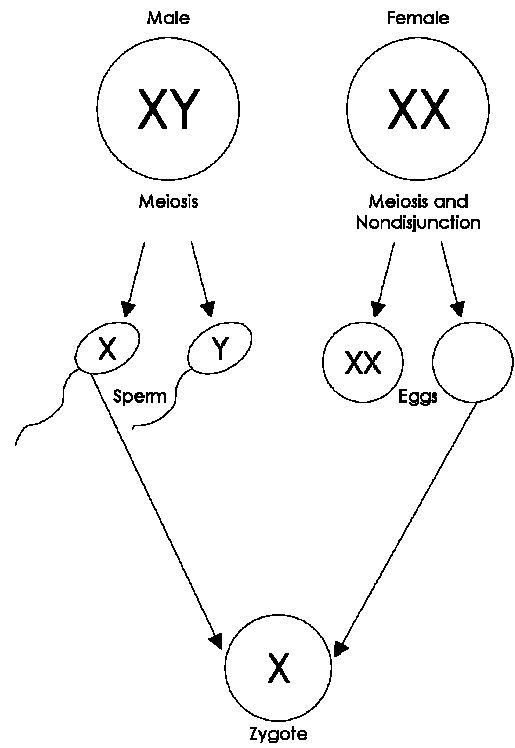 Male
Female
XY
XX
Meiosis
Meiosis and
Nondisjunction
X
Y
XX
Sperm
Eggs
X
Zygote